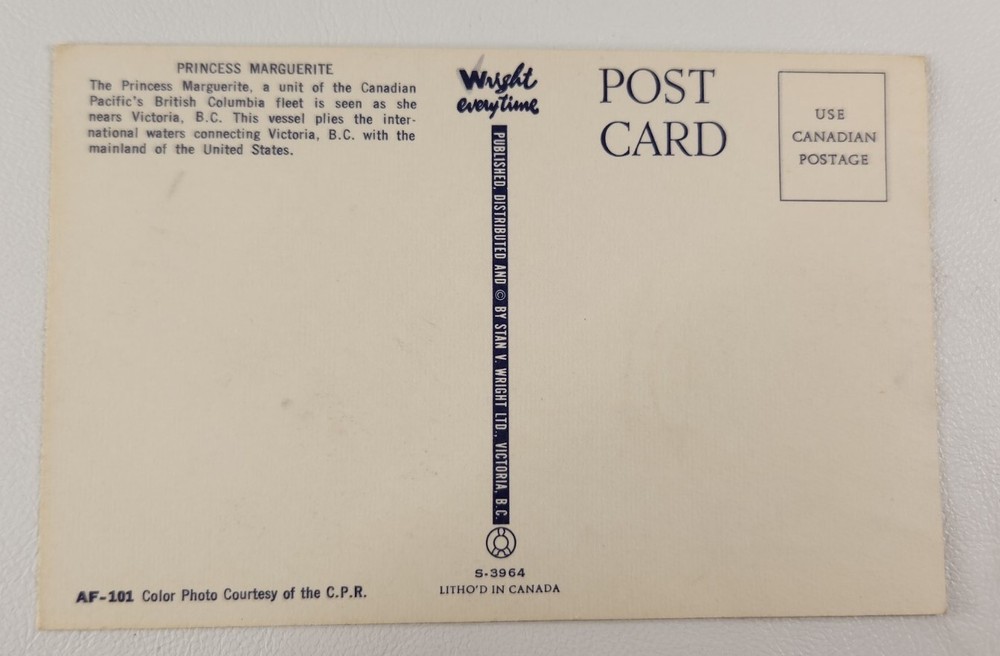 PRINCESS MARGUERITE
The Princess Marguerite, a unit of the Canadian
Pacific's British Columbia fleet is seen as she
nears Victoria, B.C. This vessel plies the inter-
national waters connecting Victoria, B.C. with the
mainland of the United States.
AF-101 Color Photo Courtesy of the C.P.R.
Wright
everytime
PUBLISHED, DISTRIBUTED AND © BY STAN V. WRIGHT LTD., VICTORIA, B.C.
S-3964
LITHO'D IN CANADA
POST
CARD
USE
CANADIAN
POSTAGE